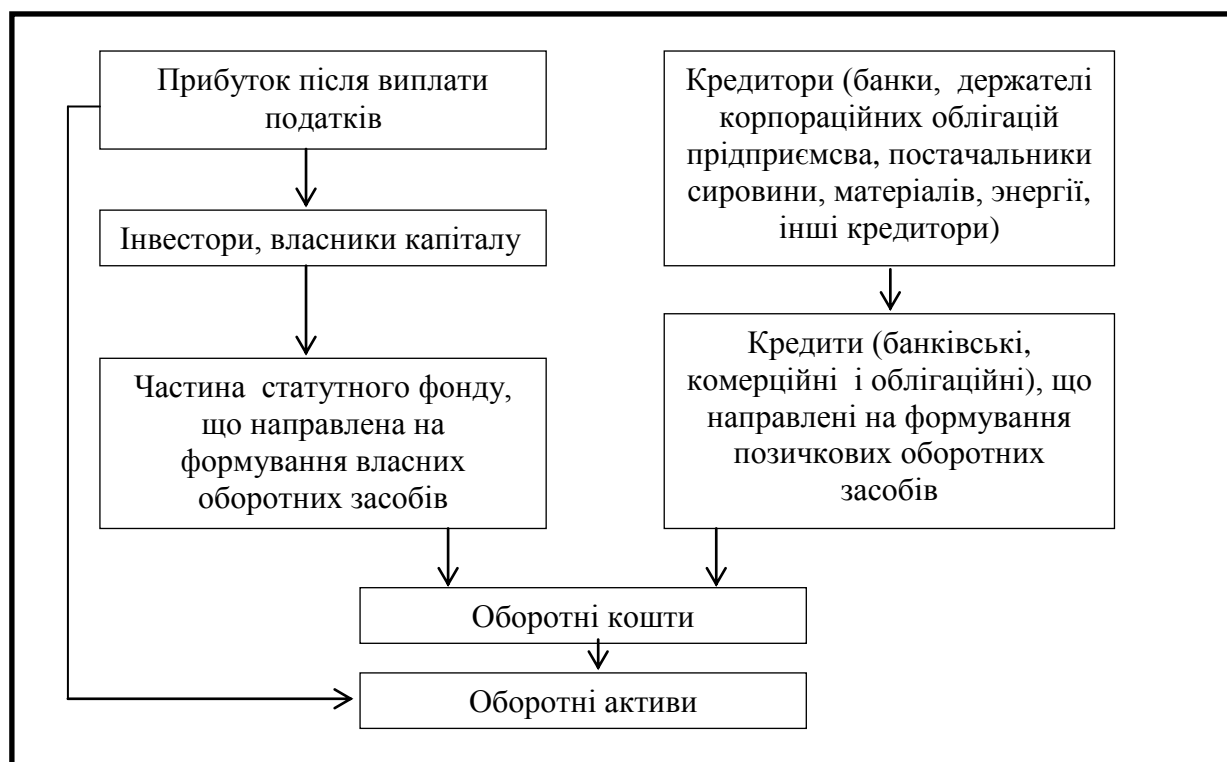 Прибуток після виплати
податків
Інвестори, власники капіталу
Частина статутного фонду,
що направлена на
формування власних
оборотних засобів
Кредитори (банки, держателі
корпораційних облігацій
прідприємсва, постачальники
сировини, матеріалів, энергії,
інші кредитори)
Кредити (банківські,
комерційні і облігаційні), що
направлені на формування
позичкових оборотних
засобів
Оборотні кошти
Оборотні активи